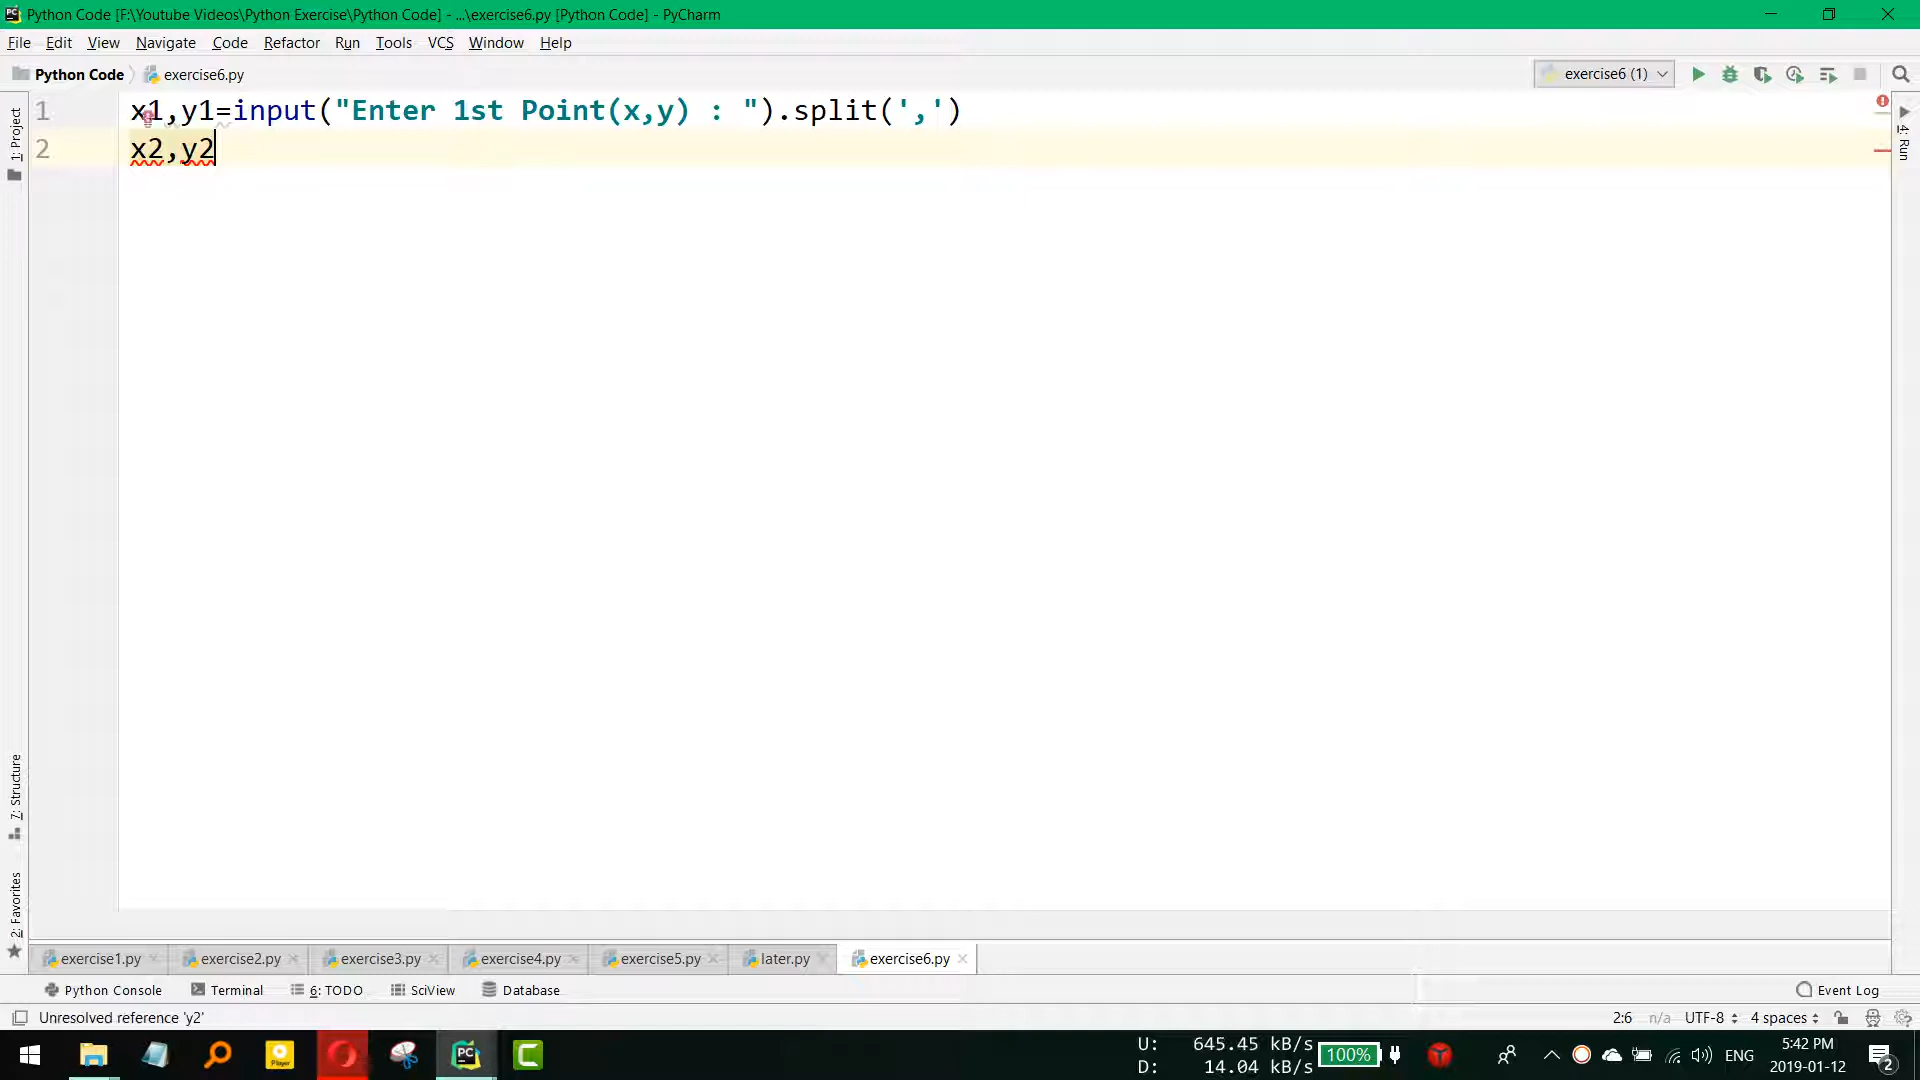 Python Code [F:\Youtube Videos\Python Exercise\Python Code] - ...\exercise6.py [Python Code] - PyCharm
File Edit View Navigate Code Refactor Run Tools VCS Window Help
Python Code exercise6.py exercise6 (1)
1 x1,y1=input("Enter 1st Point(x,y) : ").split(',')
2 x2,y2
1: Project
4: Run
7: Structure
2: Favorites
exercise1.py exercise2.py exercise3.py exercise4.py exercise5.py later.py exercise6.py
Python Console Terminal 6: TODO SciView Database Event Log
Unresolved reference 'y2' 2:6 n/a UTF-8 4 spaces
U: 645.45 kB/s
D: 14.04 kB/s
100%
ENG
5:42 PM
2019-01-12
2
PC
Player